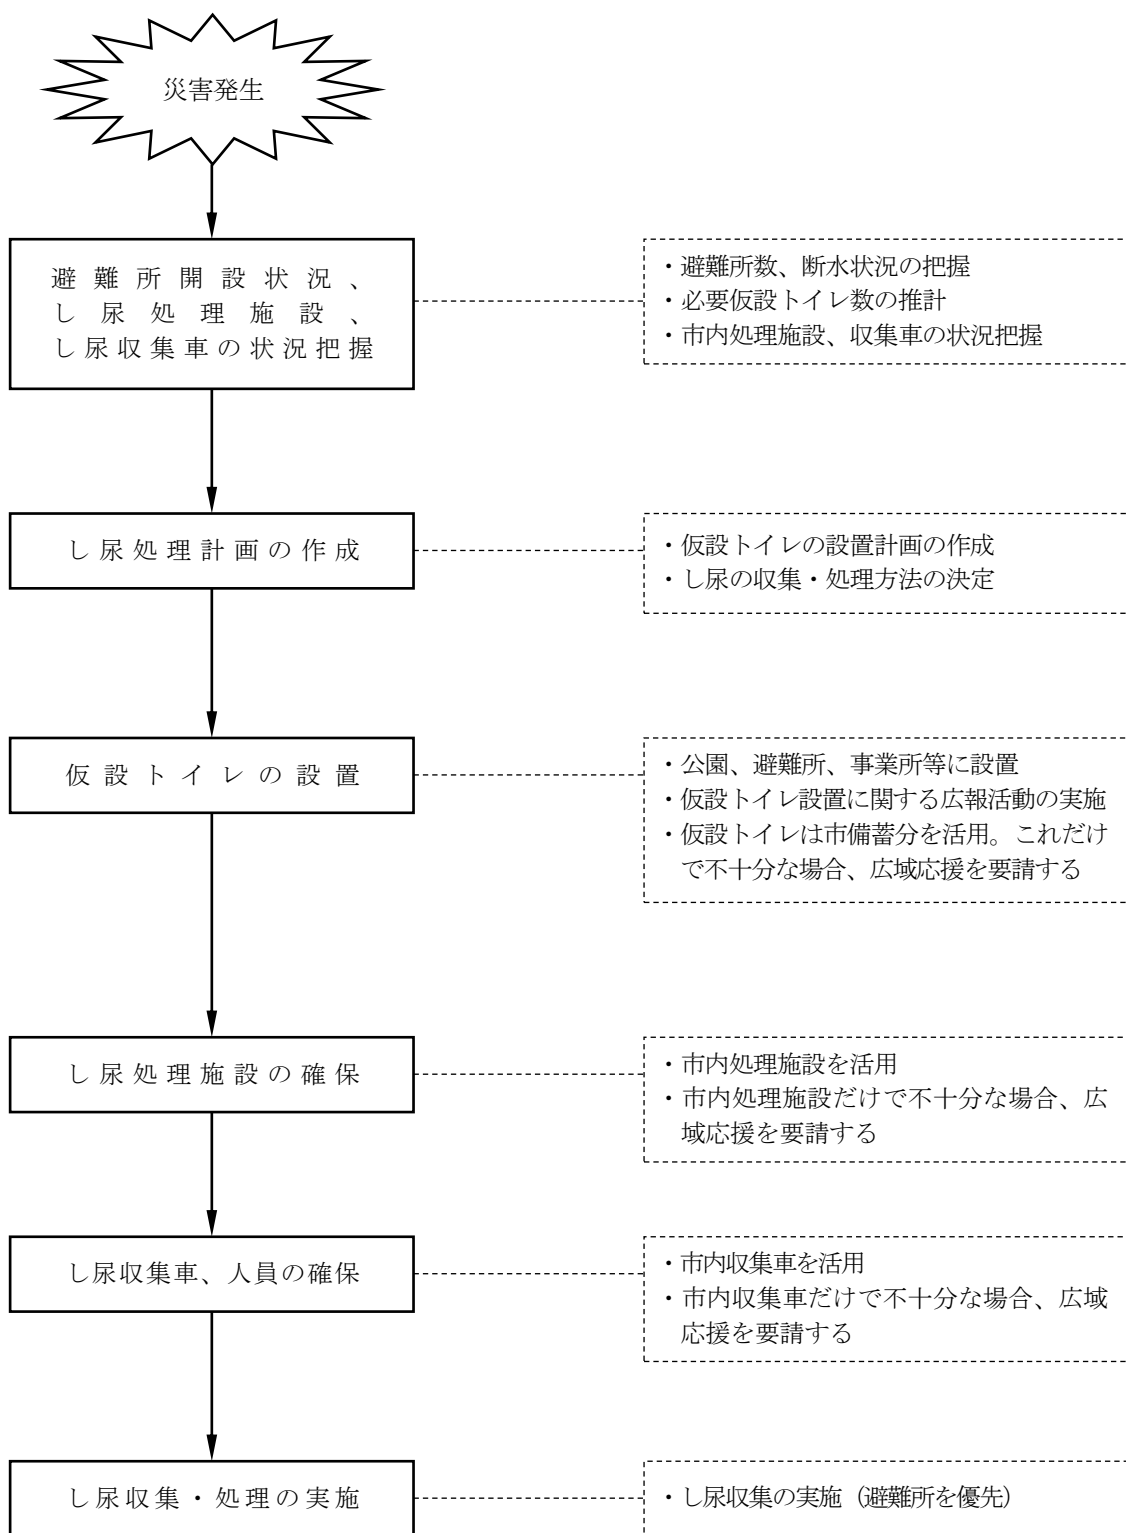 災害発生
避難所開設状況、
し尿処理施設、
し尿収集車の状況把握
・避難所数、断水状況の把握
・必要仮設トイレ数の推計
・市内処理施設、収集車の状況把握
し尿処理計画の作成
・仮設トイレの設置計画の作成
・し尿の収集・処理方法の決定
仮設トイレの設置
・公園、避難所、事業所等に設置
・仮設トイレ設置に関する広報活動の実施
・仮設トイレは市備蓄分を活用。これだけ
で不十分な場合、広域応援を要請する
し尿処理施設の確保
・市内処理施設を活用
・市内処理施設だけで不十分な場合、広
域応援を要請する
し尿収集車、人員の確保
・市内収集車を活用
・市内収集車だけで不十分な場合、広域
応援を要請する
し尿収集・処理の実施
・し尿収集の実施（避難所を優先）